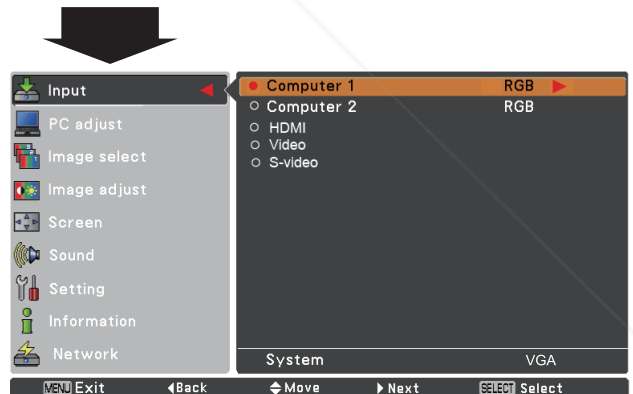 Input
PC adjust
Image select
Image adjust
Screen
Sound
Setting
Information
Network
Computer 1 RGB
Computer 2 RGB
HDMI
Video
S-video
System VGA
MENU Exit Back Move Next SELECT Select